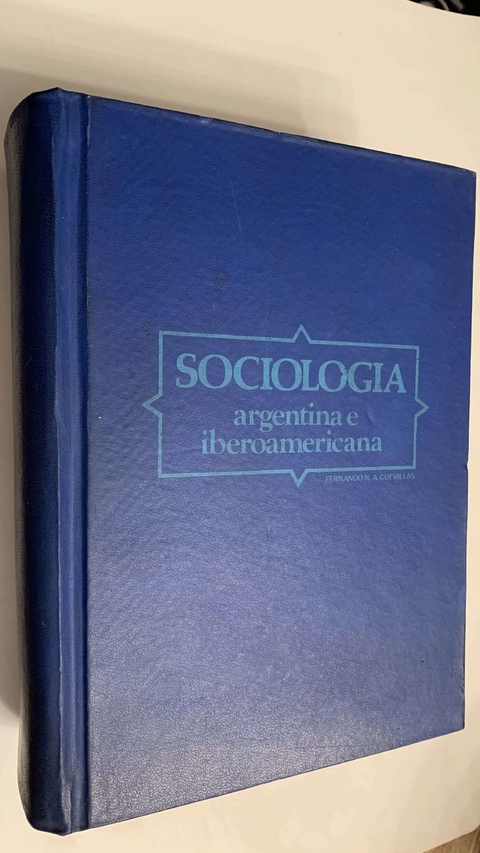 SOCIOLOGIA
argentina e
iberoamericana
FERNANDO N. A. CUEVILLAS